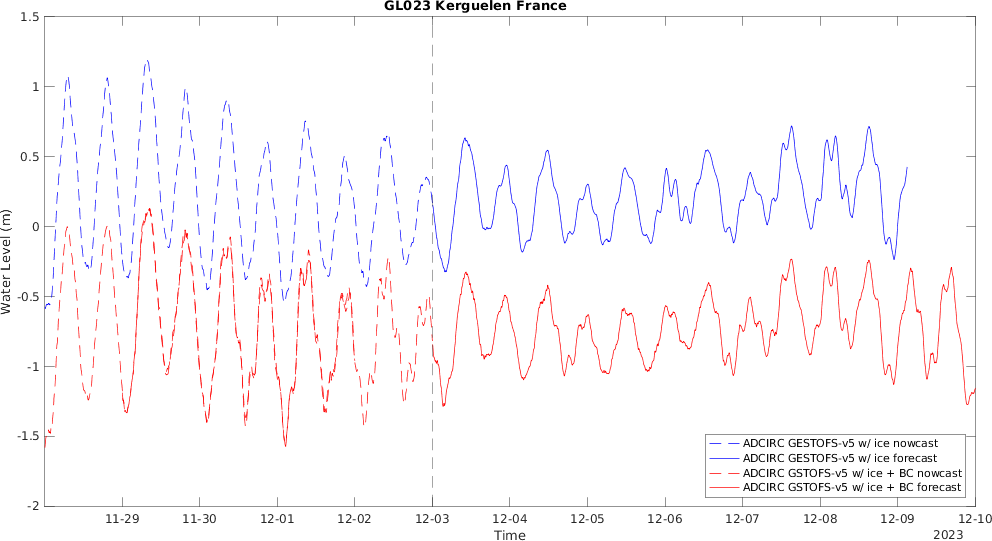 GL023 Kerguelen France
1.5
1
0.5
0
-0.5
-1
-1.5
-2
Water Level (m)
ADCIRC GESTOFS-v5 w/ ice nowcast
ADCIRC GESTOFS-v5 w/ ice forecast
ADCIRC GSTOFS-v5 w/ ice + BC nowcast
ADCIRC GSTOFS-v5 w/ ice + BC forecast
11-29 11-30 12-01 12-02 12-03 12-04 12-05 12-06 12-07 12-08 12-09 12-10
Time
2023